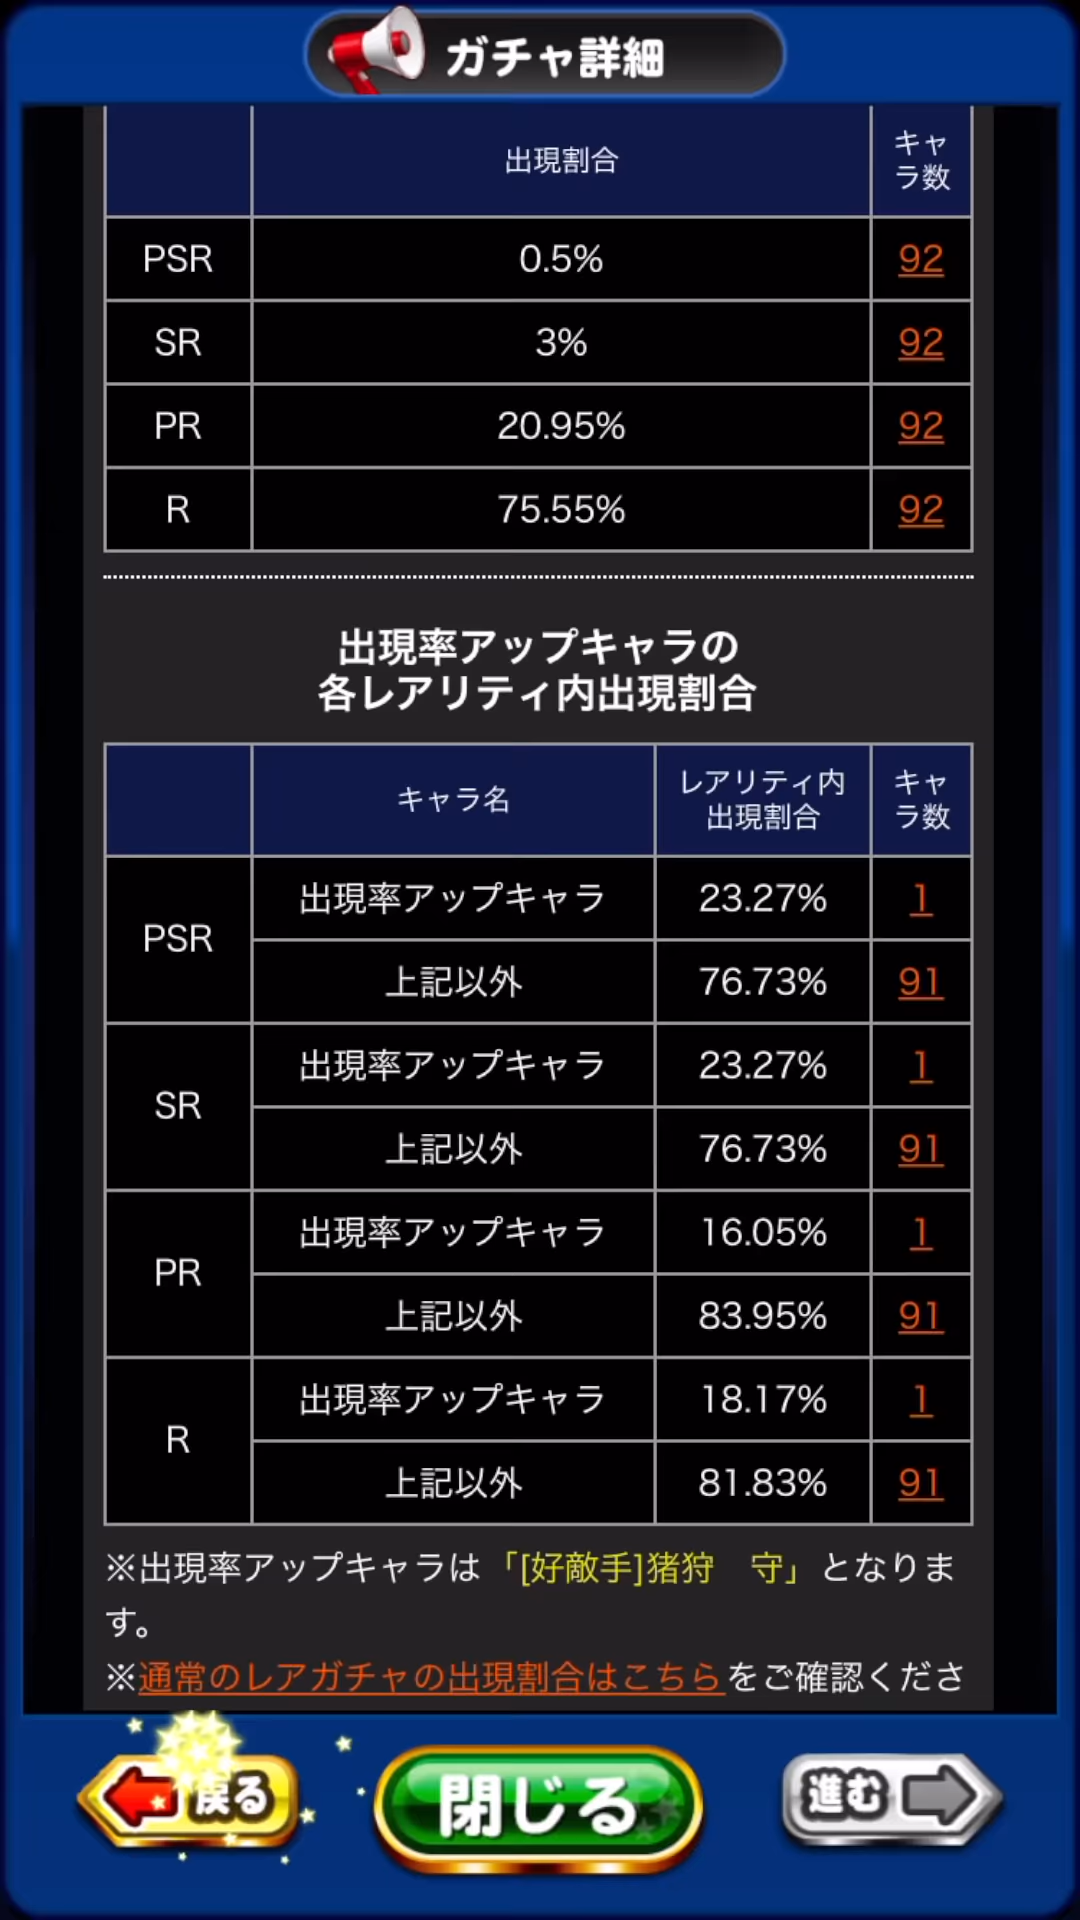 ガチャ詳細
出現割合
キャ
ラ数
PSR 0.5% 92
SR 3% 92
PR 20.95% 92
R 75.55% 92
出現率アップキャラの
各レアリティ内出現割合
キャラ名
レアリティ内
出現割合
キャ
ラ数
PSR
出現率アップキャラ 23.27% 1
上記以外 76.73% 91
SR
出現率アップキャラ 23.27% 1
上記以外 76.73% 91
PR
出現率アップキャラ 16.05% 1
上記以外 83.95% 91
R
出現率アップキャラ 18.17% 1
上記以外 81.83% 91
※出現率アップキャラは「[好敵手]猪狩　守」となりま
す。
※通常のレアガチャの出現割合はこちらをご確認くださ
戻る
閉じる
進む